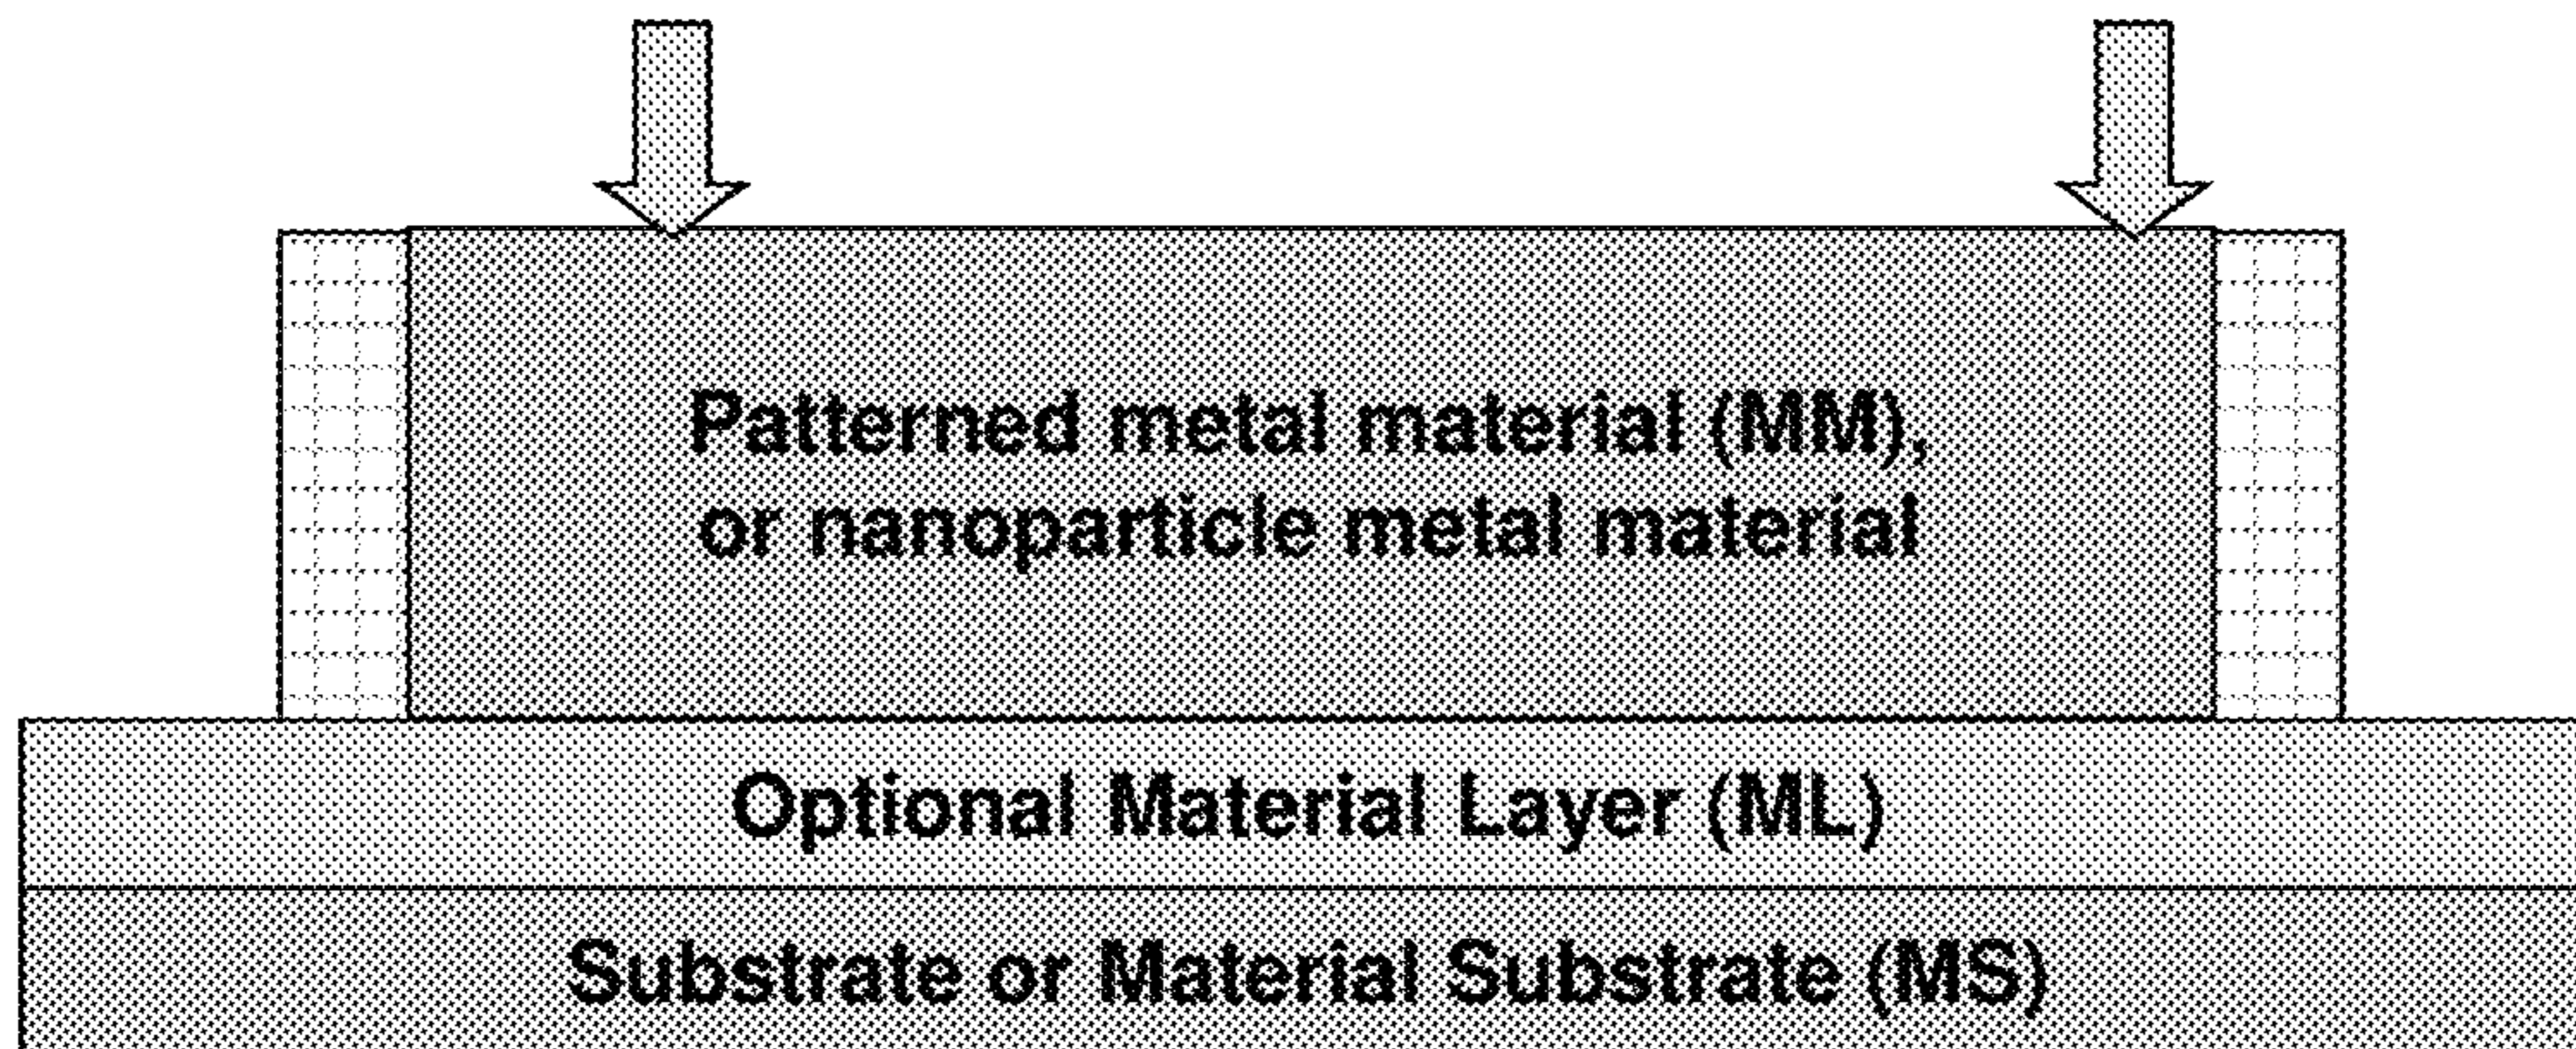 Patterned metal material (MM),
or nanoparticle metal material
Optional Material Layer (ML)
Substrate or Material Substrate (MS)